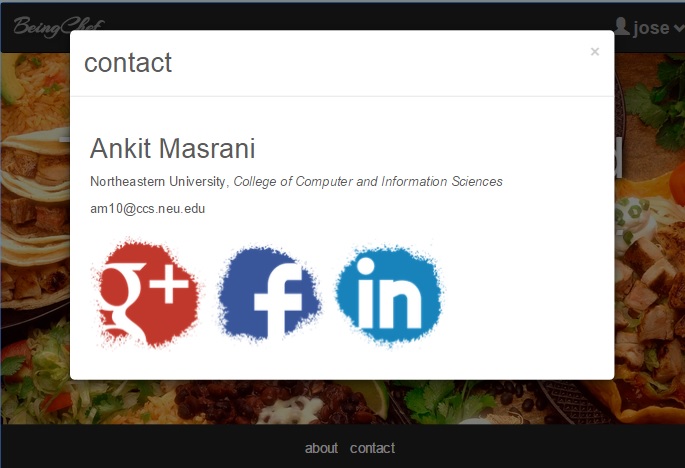 BeingChef
jose
contact
×
Ankit Masrani
Northeastern University, College of Computer and Information Sciences
am10@ccs.neu.edu
g+
f
in
about contact